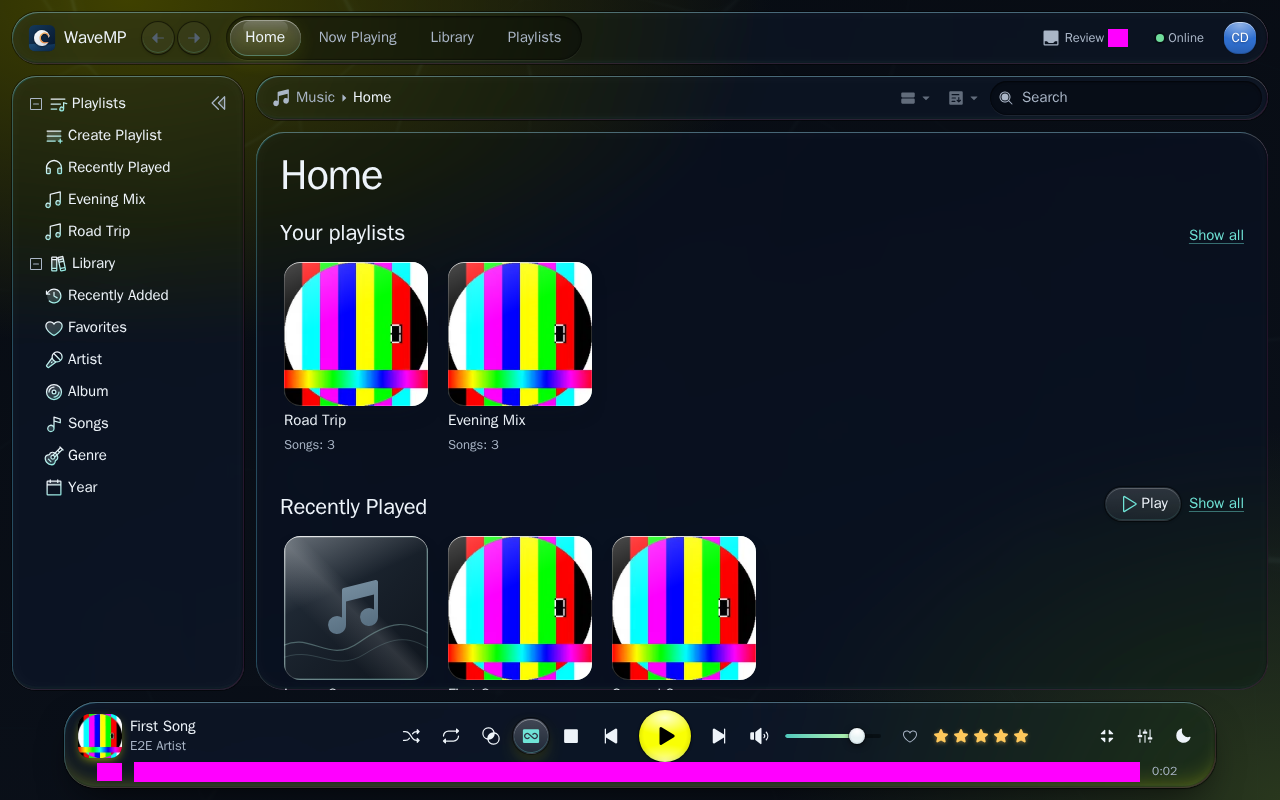 WaveMP
Home
Now Playing
Library
Playlists
Review
Online
CD
Playlists
Create Playlist
Recently Played
Evening Mix
Road Trip
Library
Recently Added
Favorites
Artist
Album
Songs
Genre
Year
Music
Home
Search
Home
Your playlists
Show all
Road Trip
Songs: 3
Evening Mix
Songs: 3
Recently Played
Play
Show all
First Song
E2E Artist
0:02